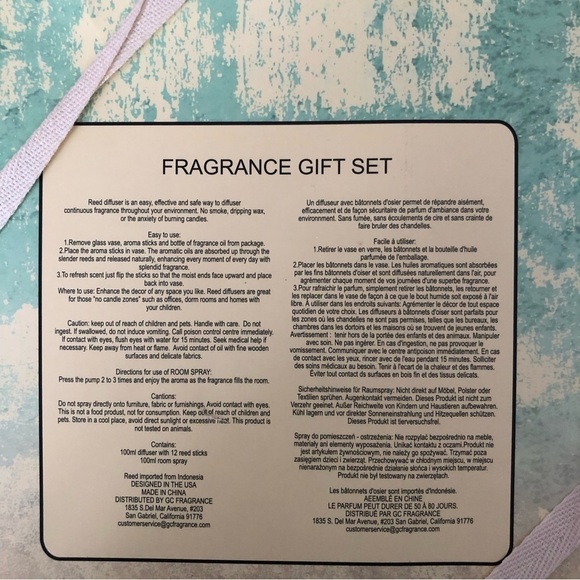 FRAGRANCE GIFT SET
Reed diffuser is an easy, effective and safe way to diffuser
continuous fragrance throughout your environment. No smoke, dripping wax,
or the anxiety of burning candles.
Easy to use:
1.Remove glass vase, aroma sticks and bottle of fragrance oil from package.
2.Place the aroma sticks in vase. The aromatic oils are absorbed up through the
slender reeds and released naturally, enhancing every moment of every day with
splendid fragrance.
3.To refresh scent just flip the sticks so that the moist ends face upward and place
back into vase.
Where to use: Enhance the decor of any space you like. Reed diffusers are great
for those "no candle zones" such as offices, dorm rooms and homes with
your children.
Caution: keep out of reach of children and pets. Handle with care. Do not
ingest. If swallowed, do not induce vomiting. Call poison control immediately.
If contact with eyes, flush eyes with water for 15 minutes. Seek medical help if
necessary. Keep away from heat or flame. Avoid contact of oil with fine wooden
surfaces and delicate fabrics.
Directions for use of ROOM SPRAY:
Press the pump 2 to 3 times and enjoy the aroma as the fragrance fills the room.
Cantions:
Do not spray directly onto furniture, fabric or furnishings. Avoid contact with eyes.
This is not a food product, not for consumption. Keep out of reach of children and
pets. Store in a cool place, avoid direct sunlight or excessive heat. This product is
not tested on animals.
Contains:
100ml diffuser with 12 reed sticks
100ml room spray
Reed imported from Indonesia
DESIGNED IN THE USA
MADE IN CHINA
DISTRIBUTED BY GC FRAGRANCE
1835 S.Del Mar Avenue, #203
San Gabriel, California 91776
customerservice@gcfragrance.com
Un diffuseur avec bâtonnets d'osier permet de répandre aisément,
efficacement et de façon sécuritaire de parfum d'ambiance dans votre
environement. Sans fumée, sans écoulements de cire et sans crainte de
faire bruler des chandelles.
Facile á utiliser:
1.Retirer le vase en verre, les bâtonnets et la bouteille d'huile
parfumée de l'emballage.
2.Placer les bâtonnets dans le vase. Les huiles aromatiques sont absorbées
par les fins bâtonnets d'oiser et sont diffusées naturellement dans l'air, pour
agrémenter chaque moment de vos journées d'une superbe fragrance.
3.Pour rafraichir le parfum, simplement retirer les bâtonnets, les retourner et
les replacer dans le vase de façon à ce que le bout humide soit exposé à l'air
libre. A utiliser dans endroits suivants: Agrémenter le décor de tout espace
quotidien de votre choix. Les diffuseurs à bâtonnets d'oiser sont parfaits pour
les zones où les chandelles ne sont pas permises, telles que les bureaux, les
chambres dans les dortoirs et les maisons où se trouvent de jeunes enfants.
Avertissement : tenir hors de la portée des enfants et des animaux. Manipuler
avec soin. Ne pas ingérer. En cas d'ingestion, ne pas provoquer le
vomissement. Communiquer avec le centre antipoison immédiatement. En cas
de contact avec les yeux, rincer avec de l'eau pendant 15 minutes. Solliciter
des soins médicaux au besoin. Tenir à l'ecart de la chaleur et des flammes.
Éviter tout contact di surfaces en bois fin et des tissus delicats.
Sicherheitshinweise für Raumspray: Nicht direkt auf Möbel, Polster oder
Textilien sprühen. Augenkontakt vermeiden. Dieses Produkt ist nicht zum
Verzehr geeinet. Außer Reichweite von Kindern und Haustieren aufbewahren.
Kühl lagern und vor direkter Sonneneinstrahlung und Hitzequellen schützen.
Dieses Produkt ist tierversuchsfrei.
Spray do pomieszczeń - ostrzeżenia: Nie rozpylać bezpośrednio na meble,
materiały ani elementy wyposażenia. Unikać kontaktu z oczami. Produkt nie
jest artykułem żywnościowym, nie należy go spożywać. Trzymać poza
zasięgiem dzieci i zwierząt. Przechowywać w chłodnym miejscu, w miejscu
nienarażonym na bezpośrednie działanie słońca i wysokich temperatur.
Produkt nie był testowany na zwierzętach.
Les bâtonnets d'osier sont importés d'Indonésie.
AEEMBLÉ EN CHINE
LE PARFUM PEUT DURER DE 50 À 80 JOURS.
DISTRIBUÉ PAR GC FRAGRANCE
1835 S. Del Mar Avenue, #203
San Gabriel, California 91776
customerservice@gcfragrance.com